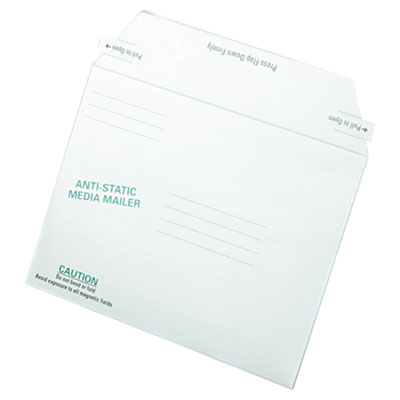 Press Flap Down Firmly
Pull to Open
Pull to Open
ANTI-STATIC
MEDIA MAILER
CAUTION
Do not bend or fold
Avoid exposure to all magnetic fields